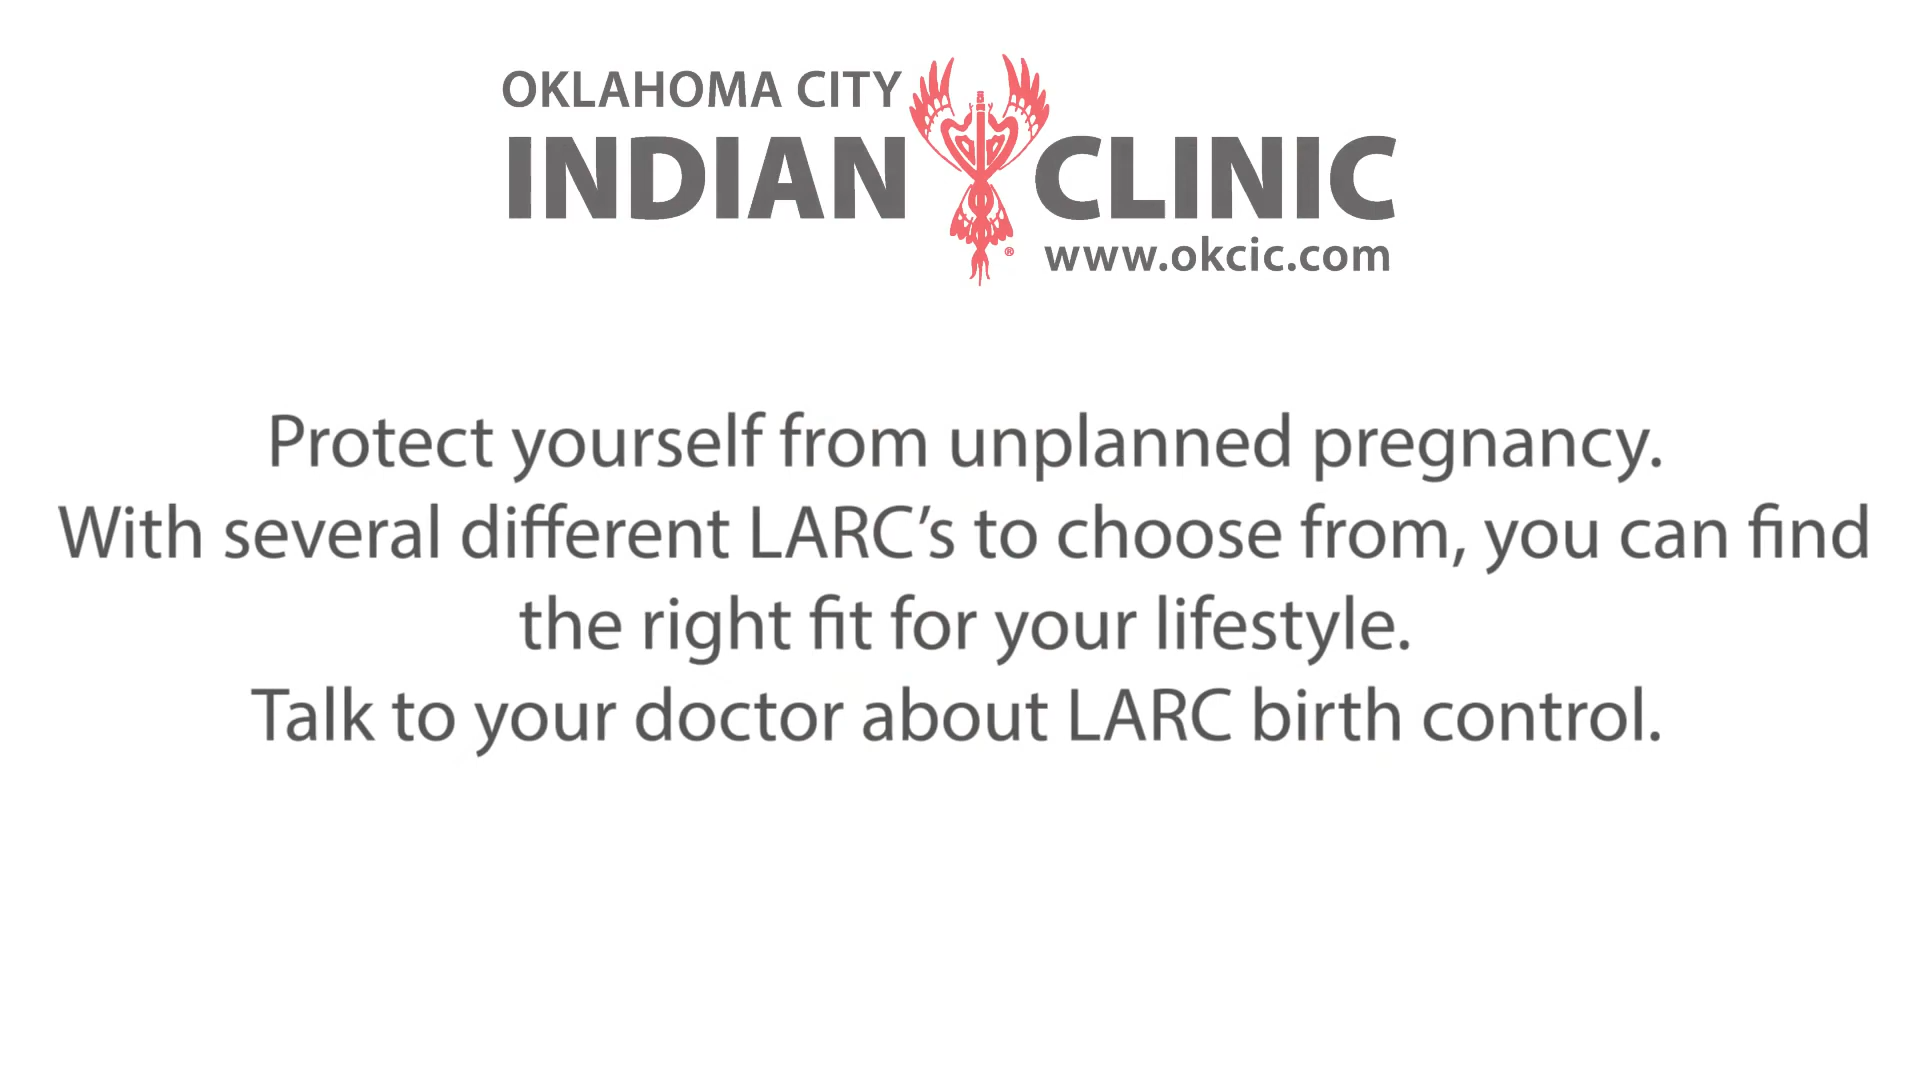 OKLAHOMA CITY
INDIAN CLINIC
®
www.okcic.com
Protect yourself from unplanned pregnancy.
With several different LARC’s to choose from, you can find
the right fit for your lifestyle.
Talk to your doctor about LARC birth control.